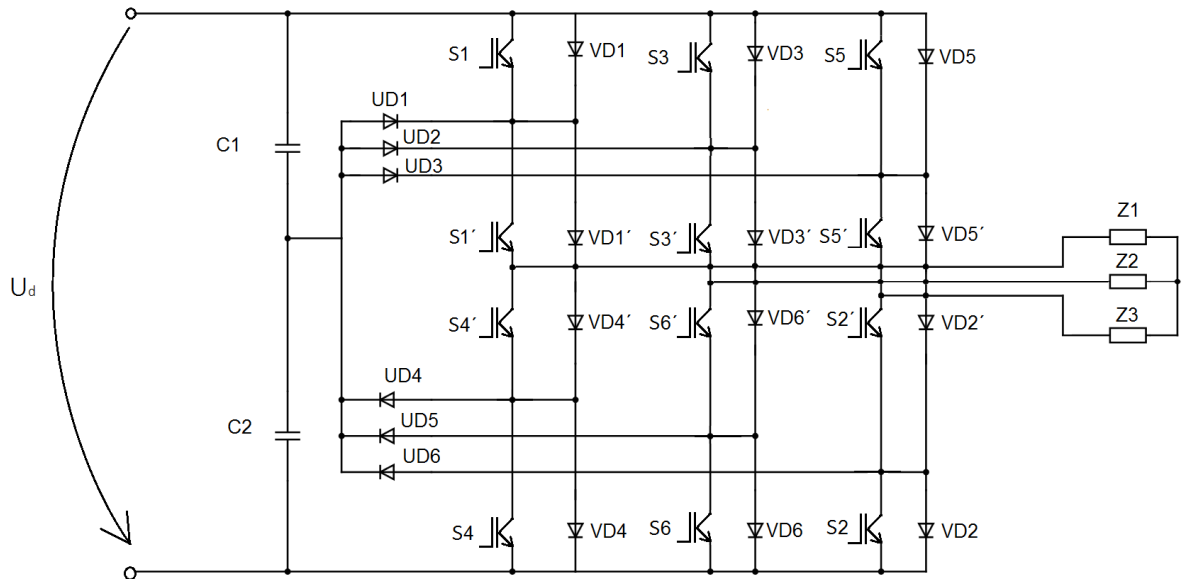 S1
VD1
S3
VD3
S5
VD5
UD1
UD2
UD3
C1
S1´
VD1´
S3´
VD3´
S5´
VD5´
Z1
Z2
Z3
Ud
S4´
VD4´
S6´
VD6´
S2´
VD2´
UD4
UD5
UD6
C2
S4
VD4
S6
VD6
S2
VD2